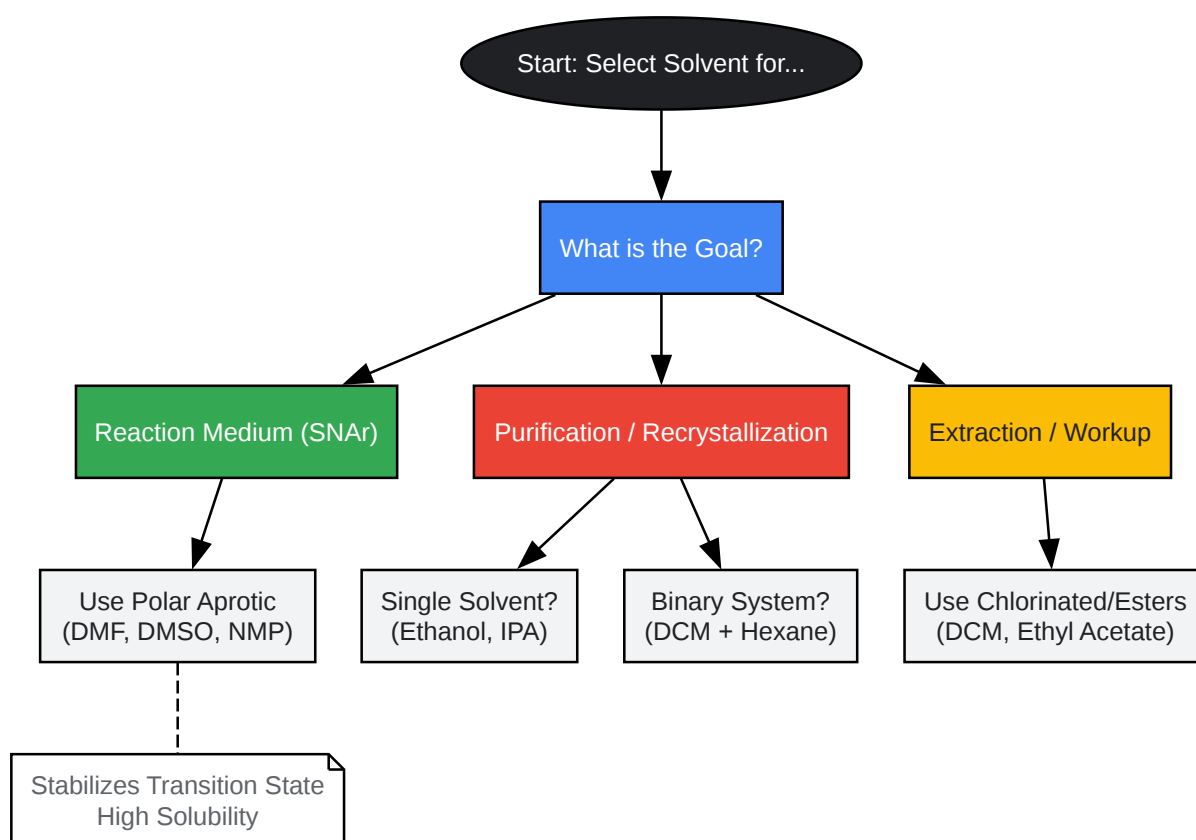 Start: Select Solvent for...
What is the Goal?
Reaction Medium (SNAr)
Purification / Recrystallization
Extraction / Workup
Use Polar Aprotic
(DMF, DMSO, NMP)
Single Solvent?
(Ethanol, IPA)
Binary System?
(DCM + Hexane)
Use Chlorinated/Esters
(DCM, Ethyl Acetate)
Stabilizes Transition State
High Solubility